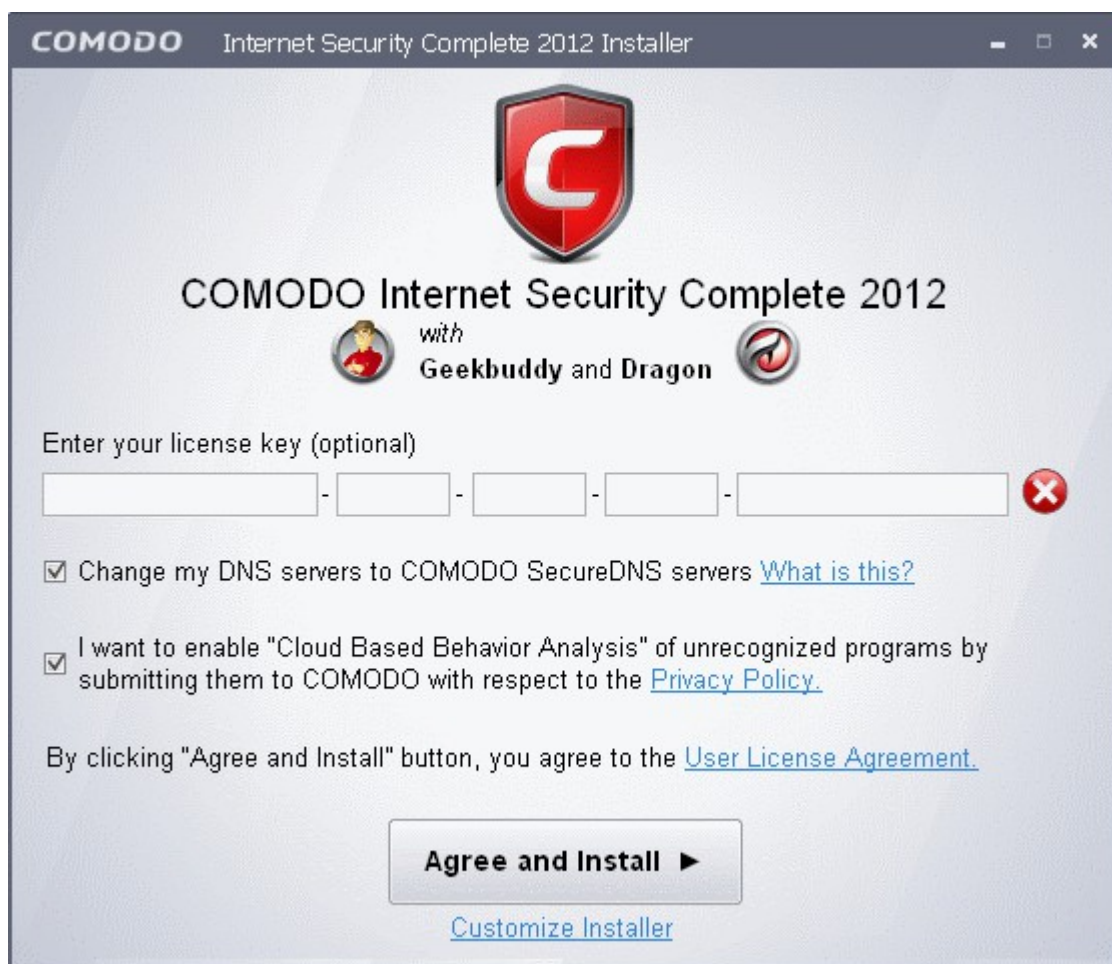 COMODO Internet Security Complete 2012 Installer
C
COMODO Internet Security Complete 2012
with
Geekbuddy and Dragon
Enter your license key (optional)
- - - -
Change my DNS servers to COMODO SecureDNS servers What is this?
I want to enable "Cloud Based Behavior Analysis" of unrecognized programs by
submitting them to COMODO with respect to the Privacy Policy.
By clicking "Agree and Install" button, you agree to the User License Agreement.
Agree and Install ►
Customize Installer